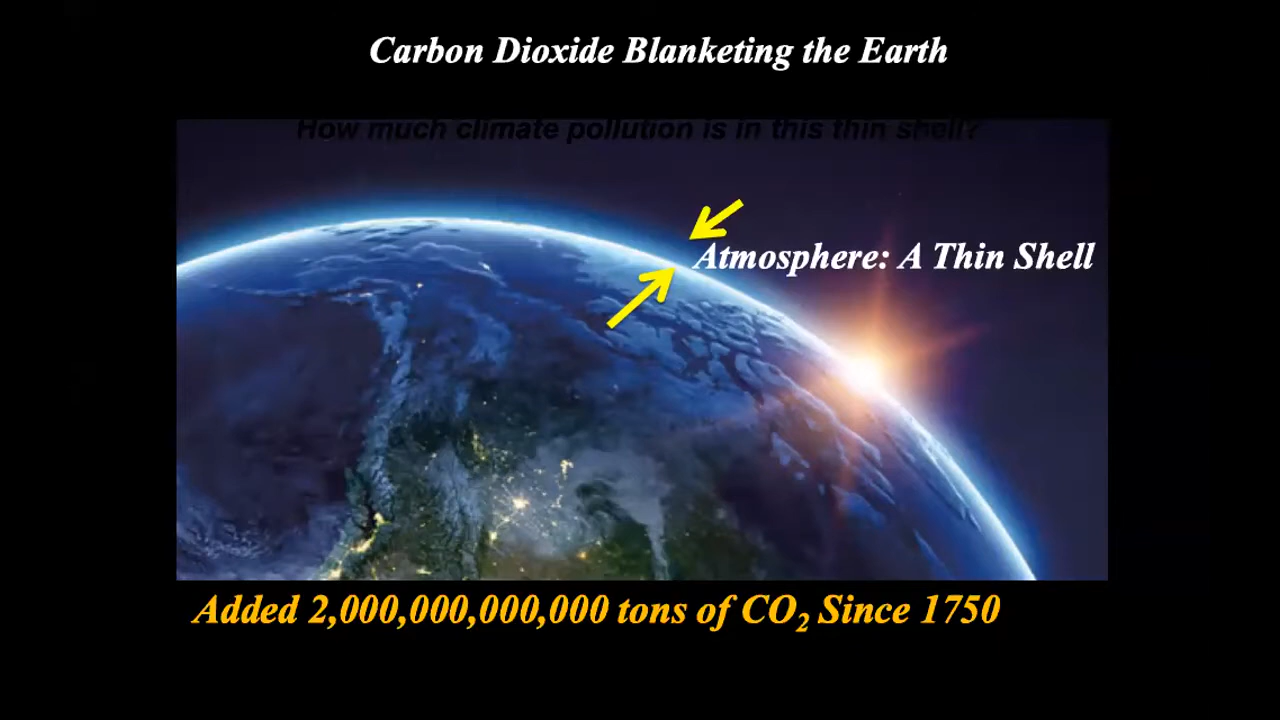 Carbon Dioxide Blanketing the Earth
How much climate pollution is in this thin shell?
Atmosphere: A Thin Shell
Added 2,000,000,000,000 tons of CO₂ Since 1750